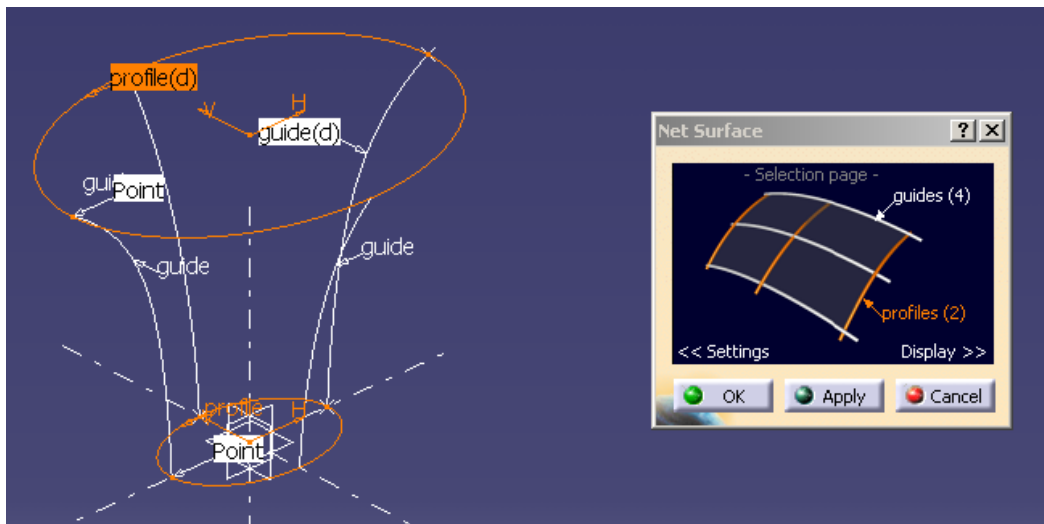 profile(d)
V
H
guide(d)
gui
Point
guide
guide
profile
H
Point
Net Surface
?
X
- Selection page -
guides (4)
profiles (2)
<< Settings
Display >>
OK
Apply
Cancel